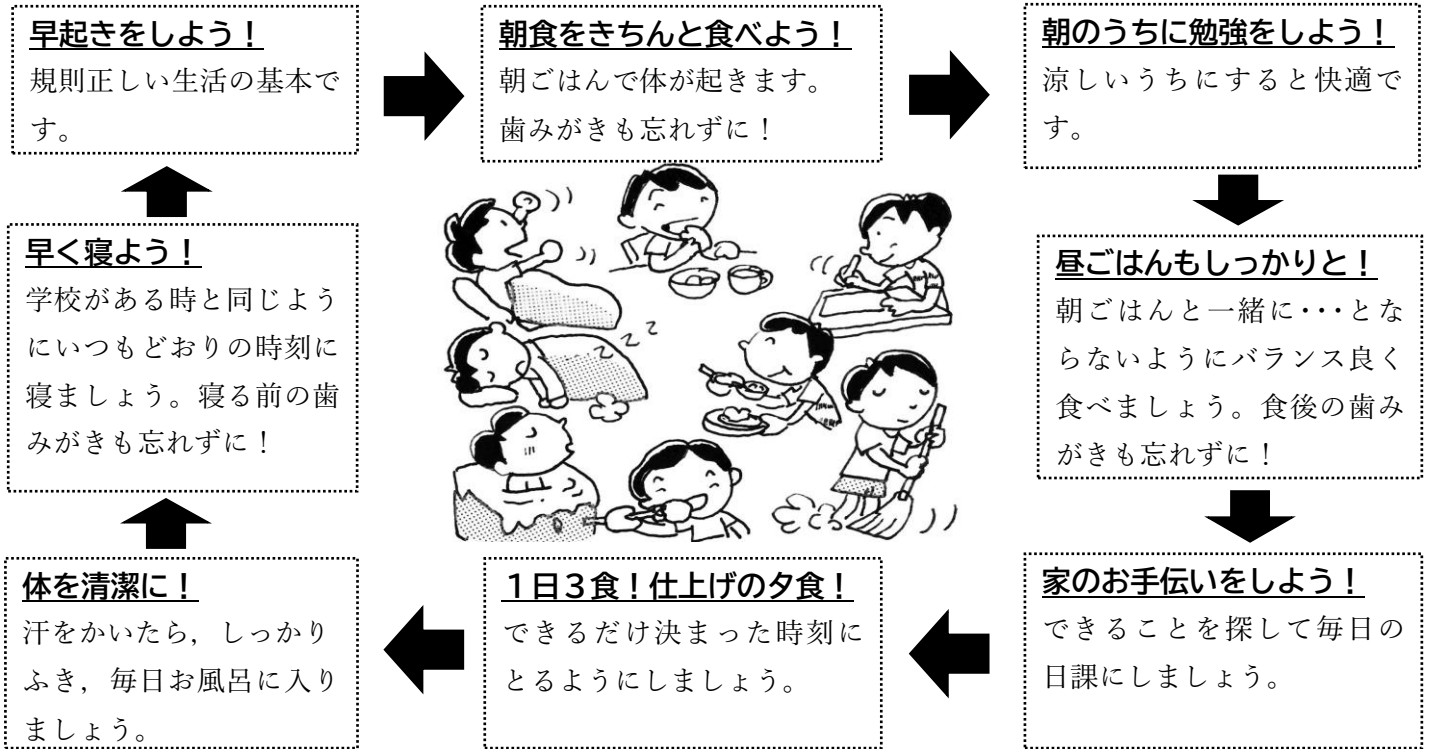 早起きをしよう！
規則正しい生活の基本で
す。
朝食をきちんと食べよう！
朝ごはんで体が起きます。
歯みがきも忘れずに！
朝のうちに勉強をしよう！
涼しいうちにすると快適で
す。
昼ごはんもしっかりと！
朝ごはんと一緒に･･･とな
らないようにバランス良く
食べましょう。食後の歯み
がきも忘れずに！
家のお手伝いをしよう！
できることを探して毎日の
日課にしましょう。
１日３食！仕上げの夕食！
できるだけ決まった時刻に
とるようにしましょう。
体を清潔に！
汗をかいたら，しっかり
ふき，毎日お風呂に入り
ましょう。
早く寝よう！
学校がある時と同じよう
にいつもどおりの時刻に
寝ましょう。寝る前の歯
みがきも忘れずに！
z z z